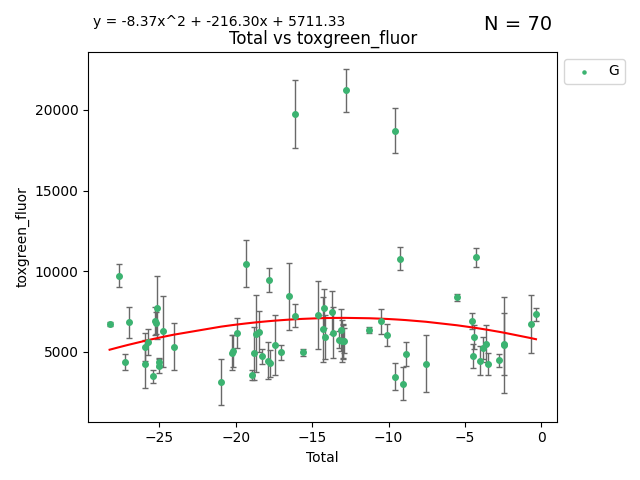 y = -8.37x^2 + -216.30x + 5711.33
N = 70
Total vs toxgreen_fluor
G
toxgreen_fluor
20000
15000
10000
5000
−25
−20
−15
−10
−5
0
Total